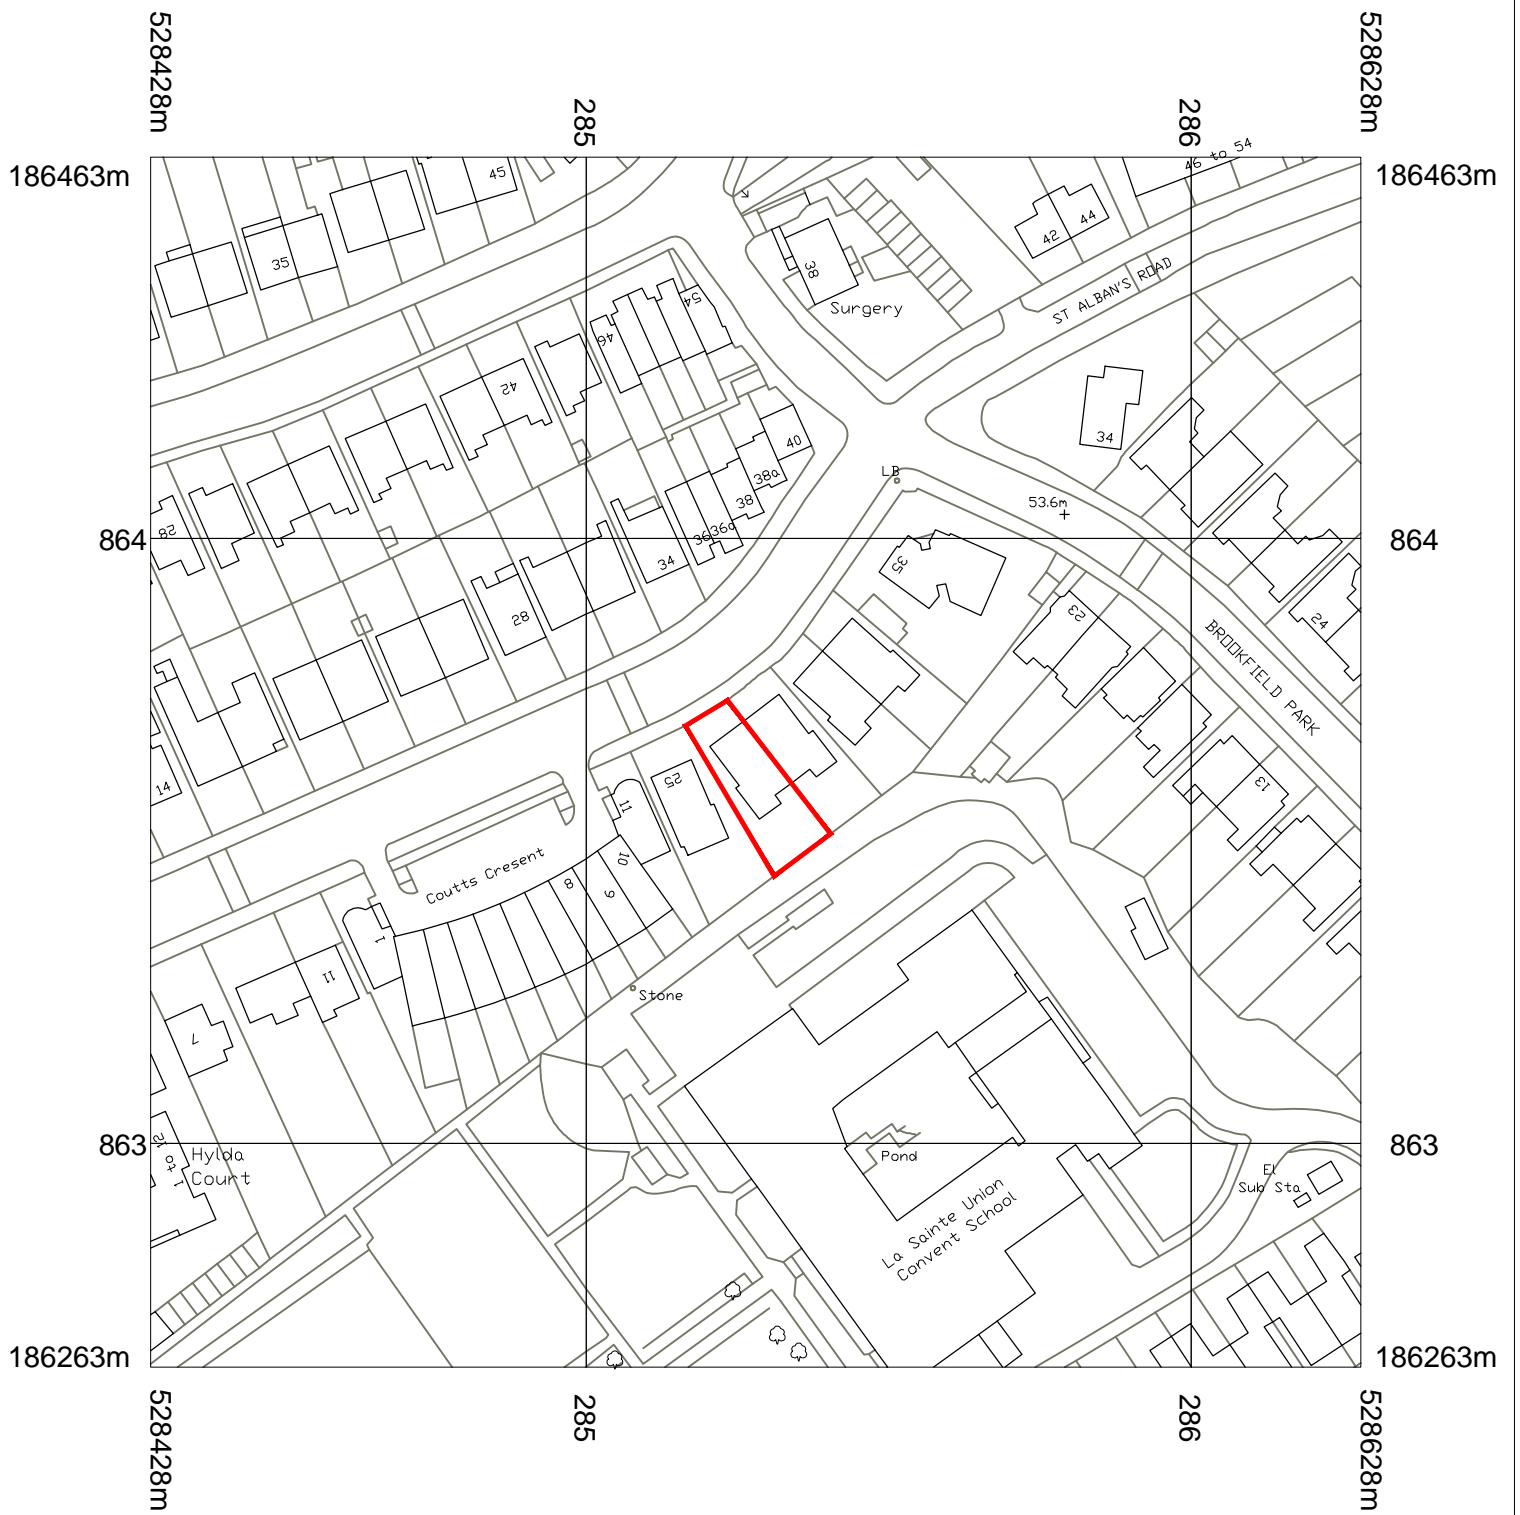 528428m
285
286
528628m
186463m
186463m
46 to 54
45
44
42
38
35
ST ALBAN'S ROAD
Surgery
54
46
42
34
40
LB
38a
38
53.6m
28
36
36a
864
864
34
35
23
24
28
BROOKFIELD PARK
14
25
11
13
Coutts Cresent
10
8
9
1
11
Stone
7
863
863
1 to 12
Hylda
Court
Pond
El
Sub Sta
La Sainte Union
Convent School
186263m
186263m
528428m
285
286
528628m